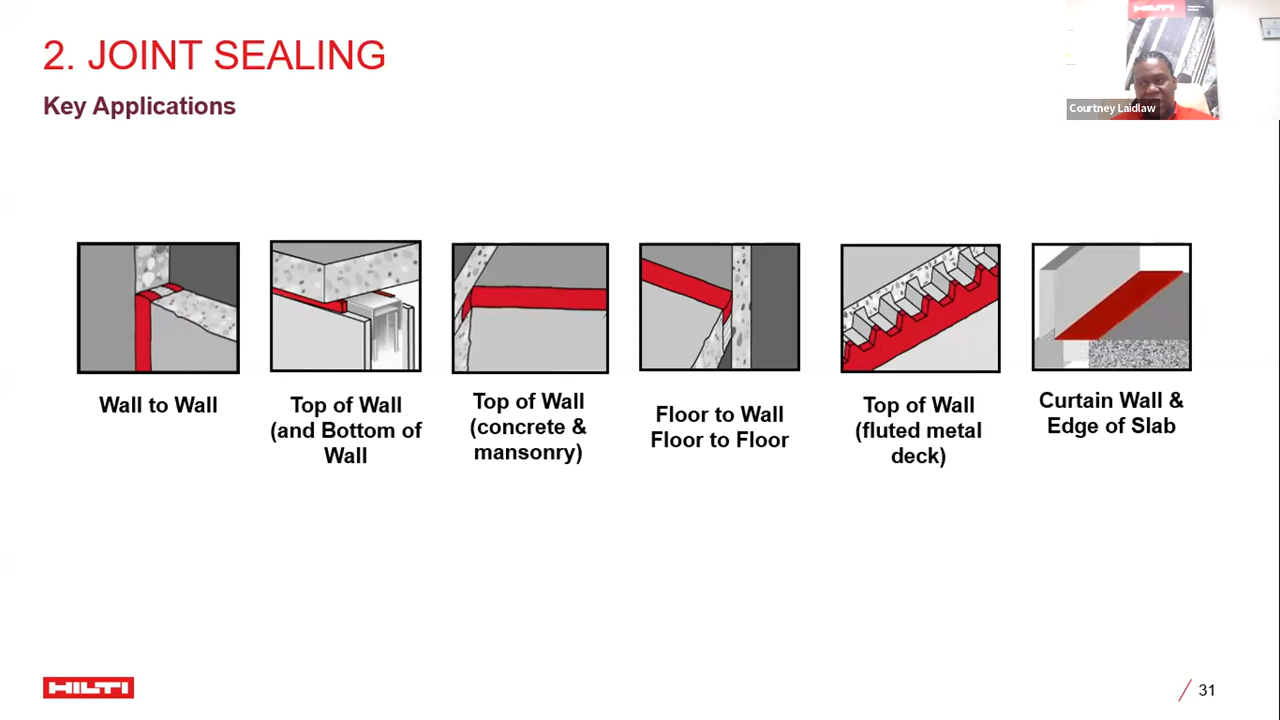 2. JOINT SEALING
Key Applications
HILTI
Courtney Laidlaw
Wall to Wall
Top of Wall
(and Bottom of
Wall
Top of Wall
(concrete &
mansonry)
Floor to Wall
Floor to Floor
Top of Wall
(fluted metal
deck)
Curtain Wall &
Edge of Slab
HILTI
31